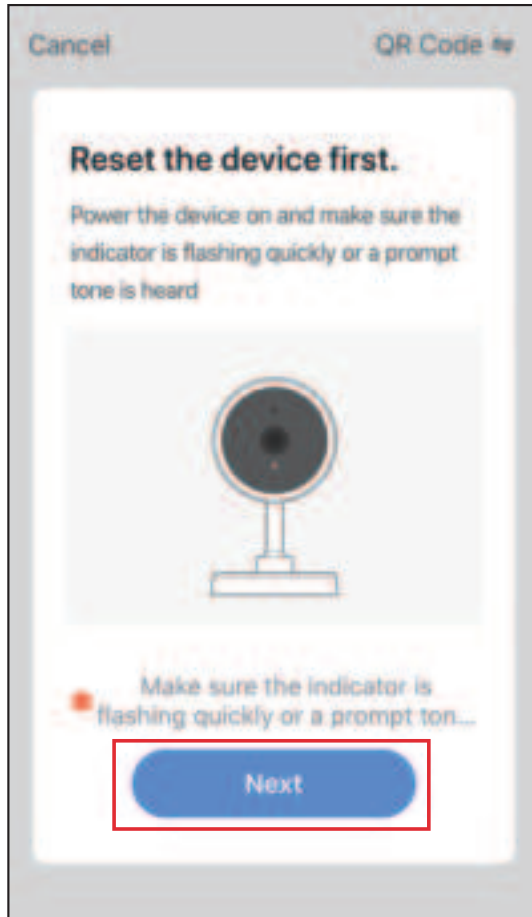 Cancel
QR Code ⇋
Reset the device first.
Power the device on and make sure the
indicator is flashing quickly or a prompt
tone is heard
Make sure the indicator is
flashing quickly or a prompt ton...
Next